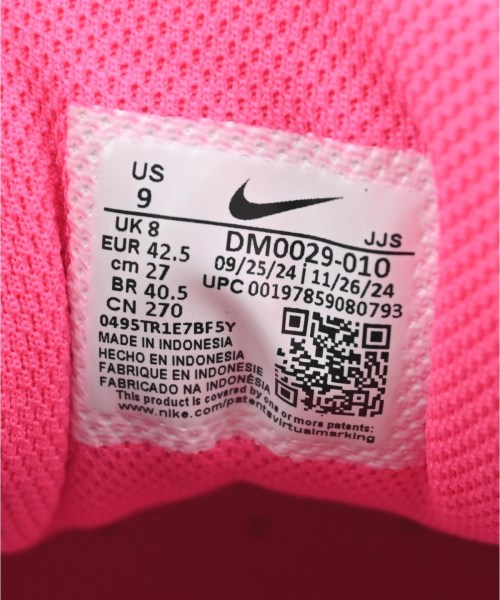 US
9
JJS
UK 8
EUR 42.5
cm 27
BR 40.5
CN 270
DM0029-010
09/25/24 | 11/26/24
UPC 00197859080793
0495TR1E7BF5Y
MADE IN INDONESIA
HECHO EN INDONESIA
FABRIQUE EN INDONÉSIE
FABRICADO NA INDONÉSIA
This product is covered by one or more patents:
www.nike.com/patentsvirtualmarking